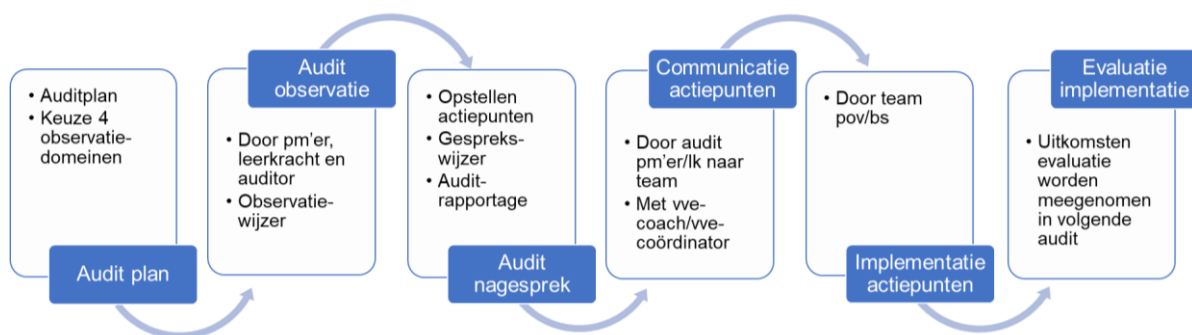 • Auditplan
• Keuze 4
observatie-
domeinen
Audit plan
Audit
observatie
• Door pm'er,
leerkracht en
auditor
• Observatie-
wijzer
• Opstellen
actiepunten
• Gespreks-
wijzer
• Audit-
rapportage
Audit
nagesprek
Communicatie
actiepunten
• Door audit
pm'er/lk naar
team
• Met vve-
coach/vve-
coördinator
• Door team
pov/bs
Implementatie
actiepunten
Evaluatie
implementatie
• Uitkomsten
evaluatie
worden
meegenomen
in volgende
audit